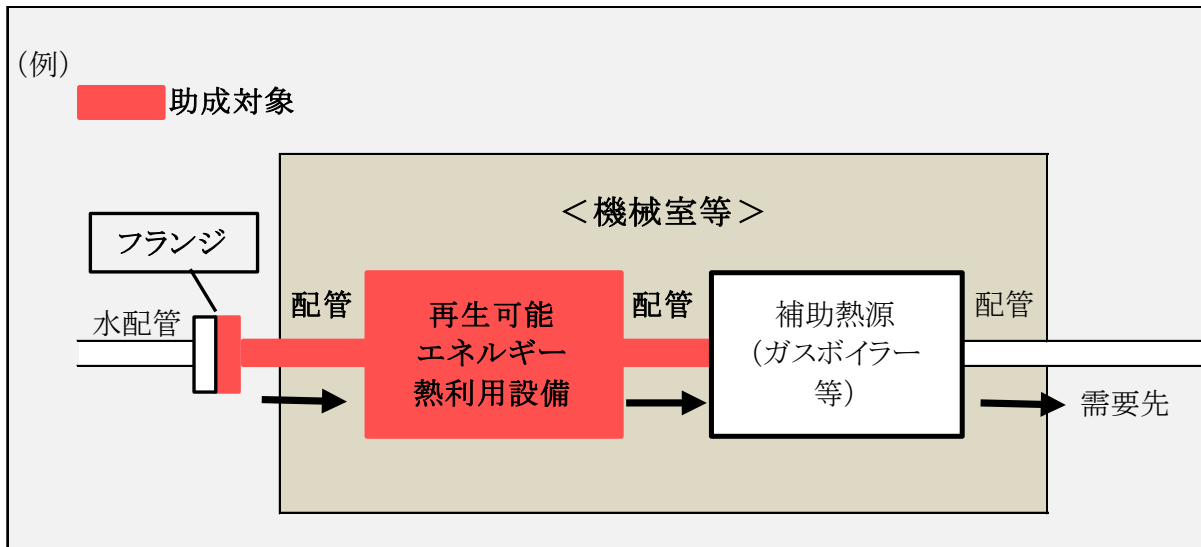 （例）
助成対象
＜機械室等＞
フランジ
水配管
配管
再生可能
エネルギー
熱利用設備
配管
補助熱源
（ガスボイラー
等）
配管
需要先